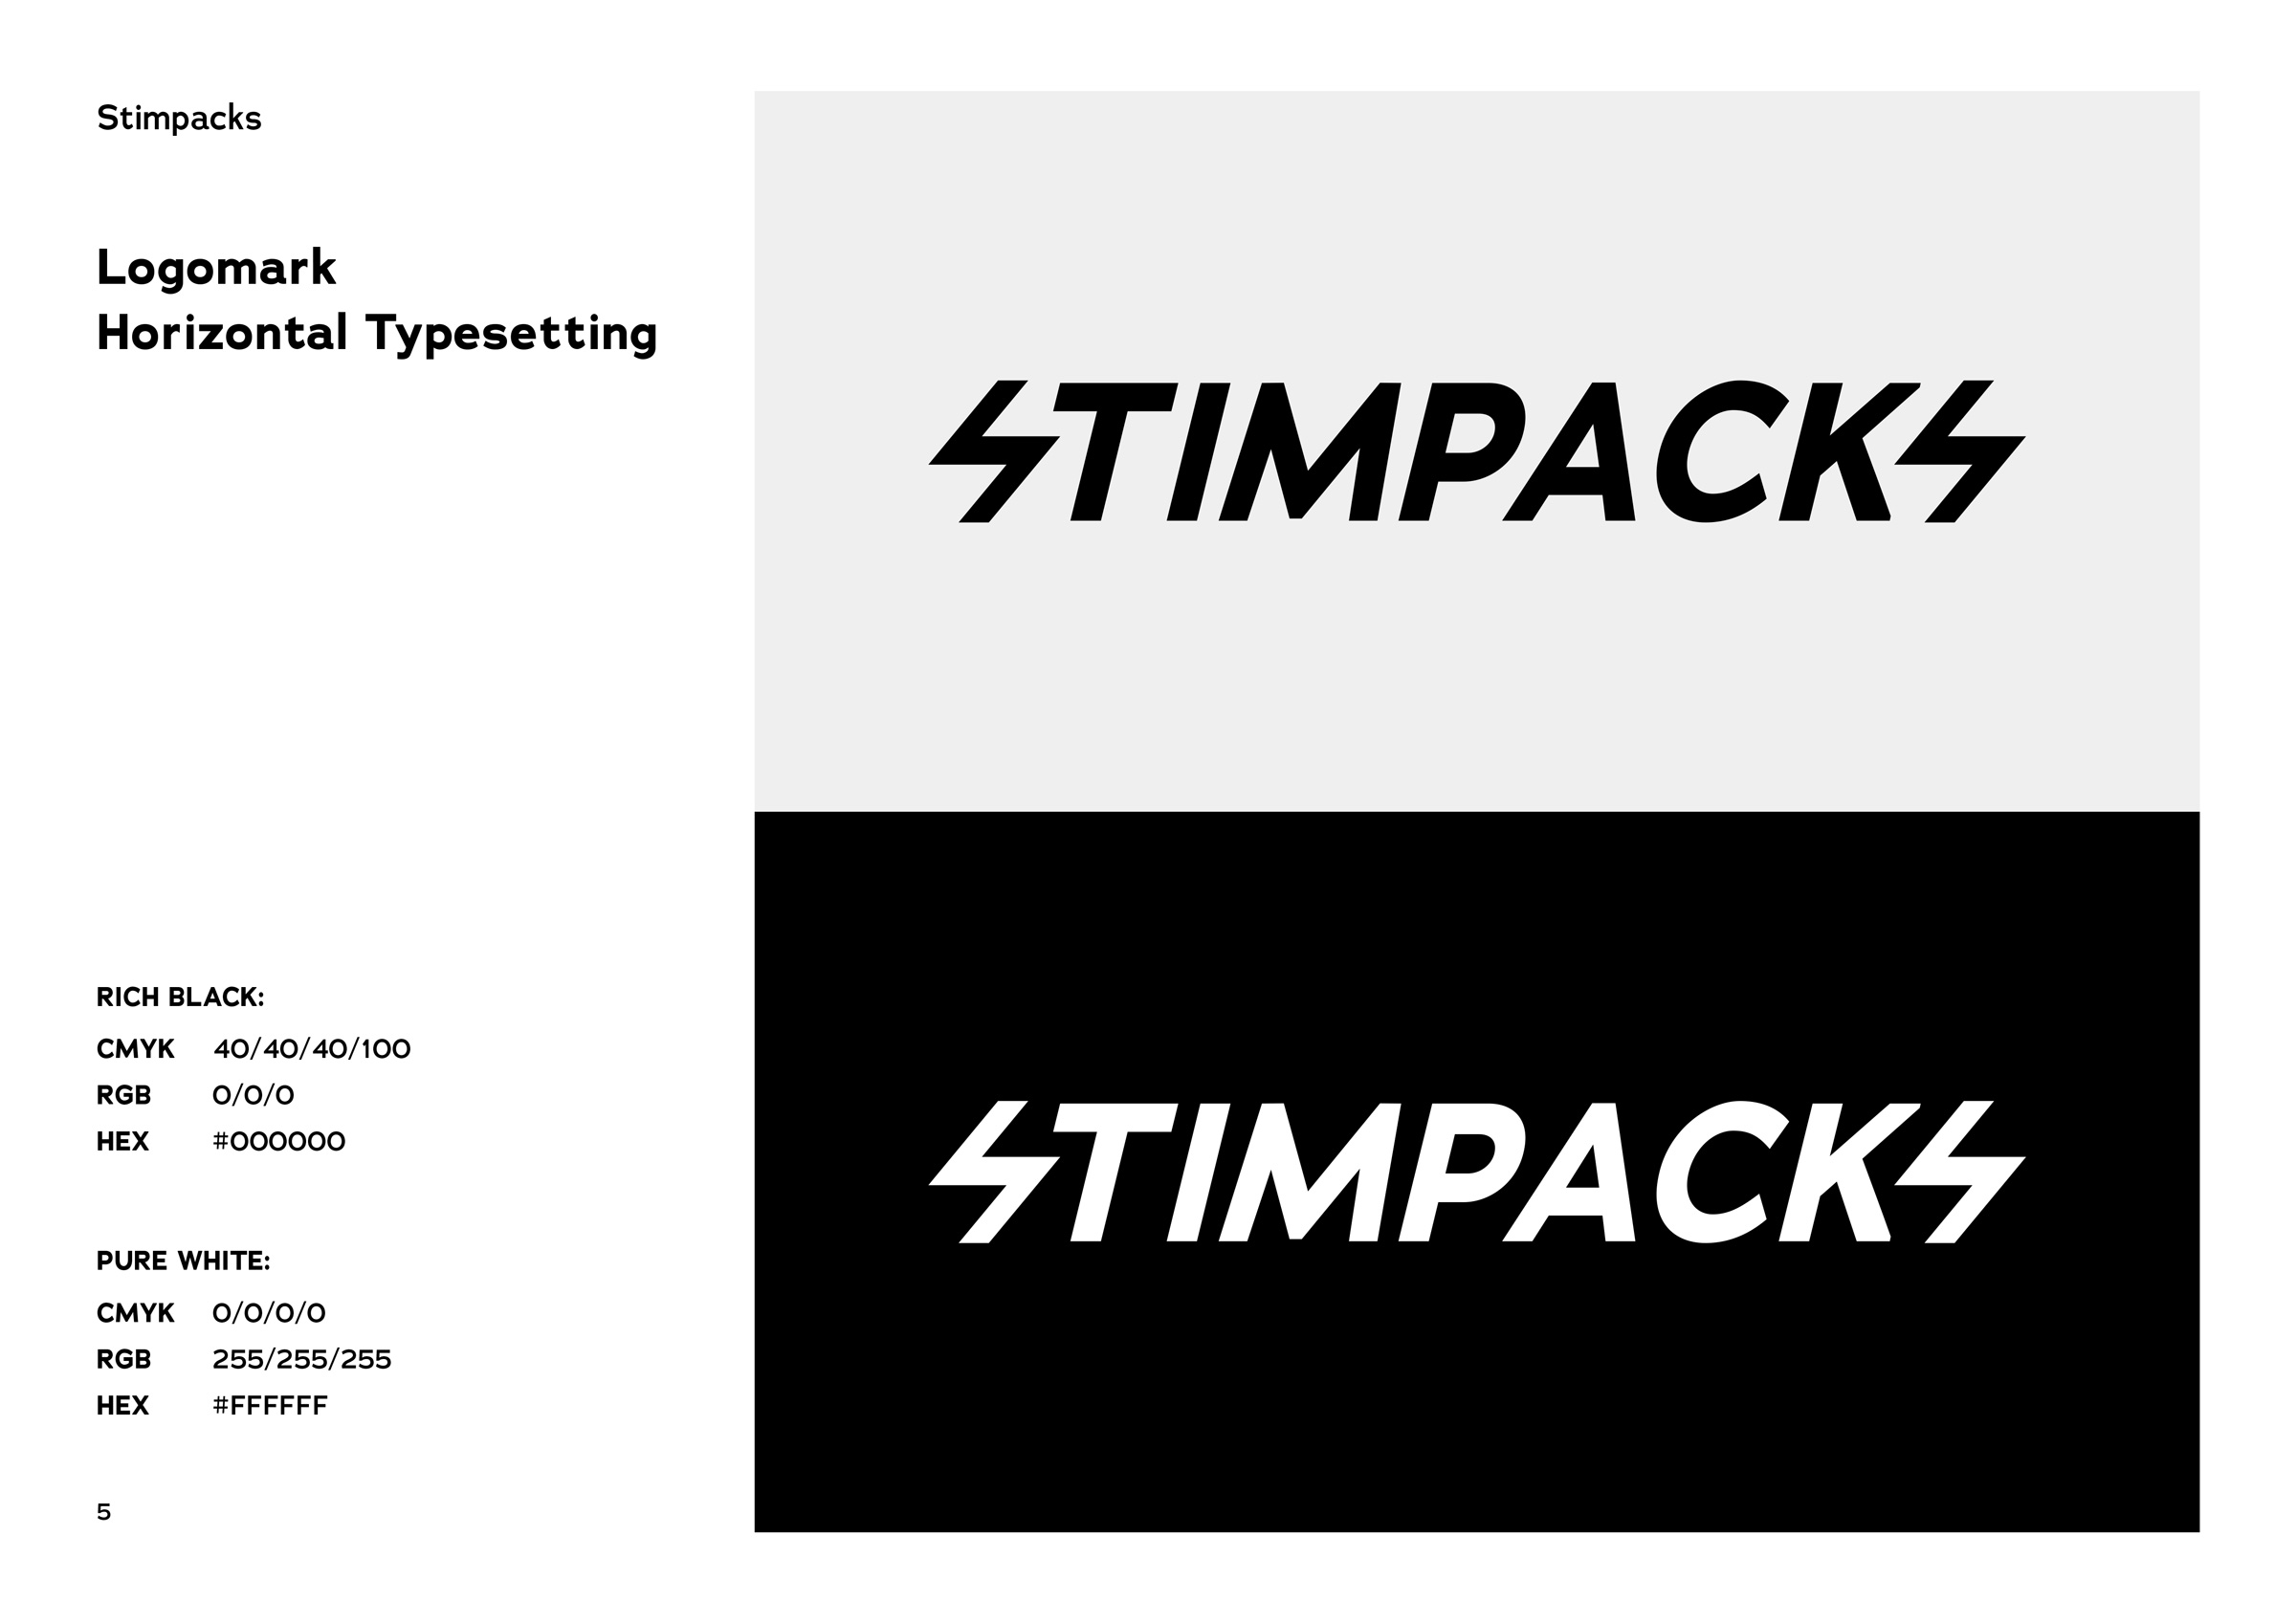 Stimpacks
Logomark
Horizontal Typesetting
STIMPACKS
STIMPACKS
RICH BLACK:
CMYK 40/40/40/100
RGB 0/0/0
HEX #000000
PURE WHITE:
CMYK 0/0/0/0
RGB 255/255/255
HEX #FFFFFF
5